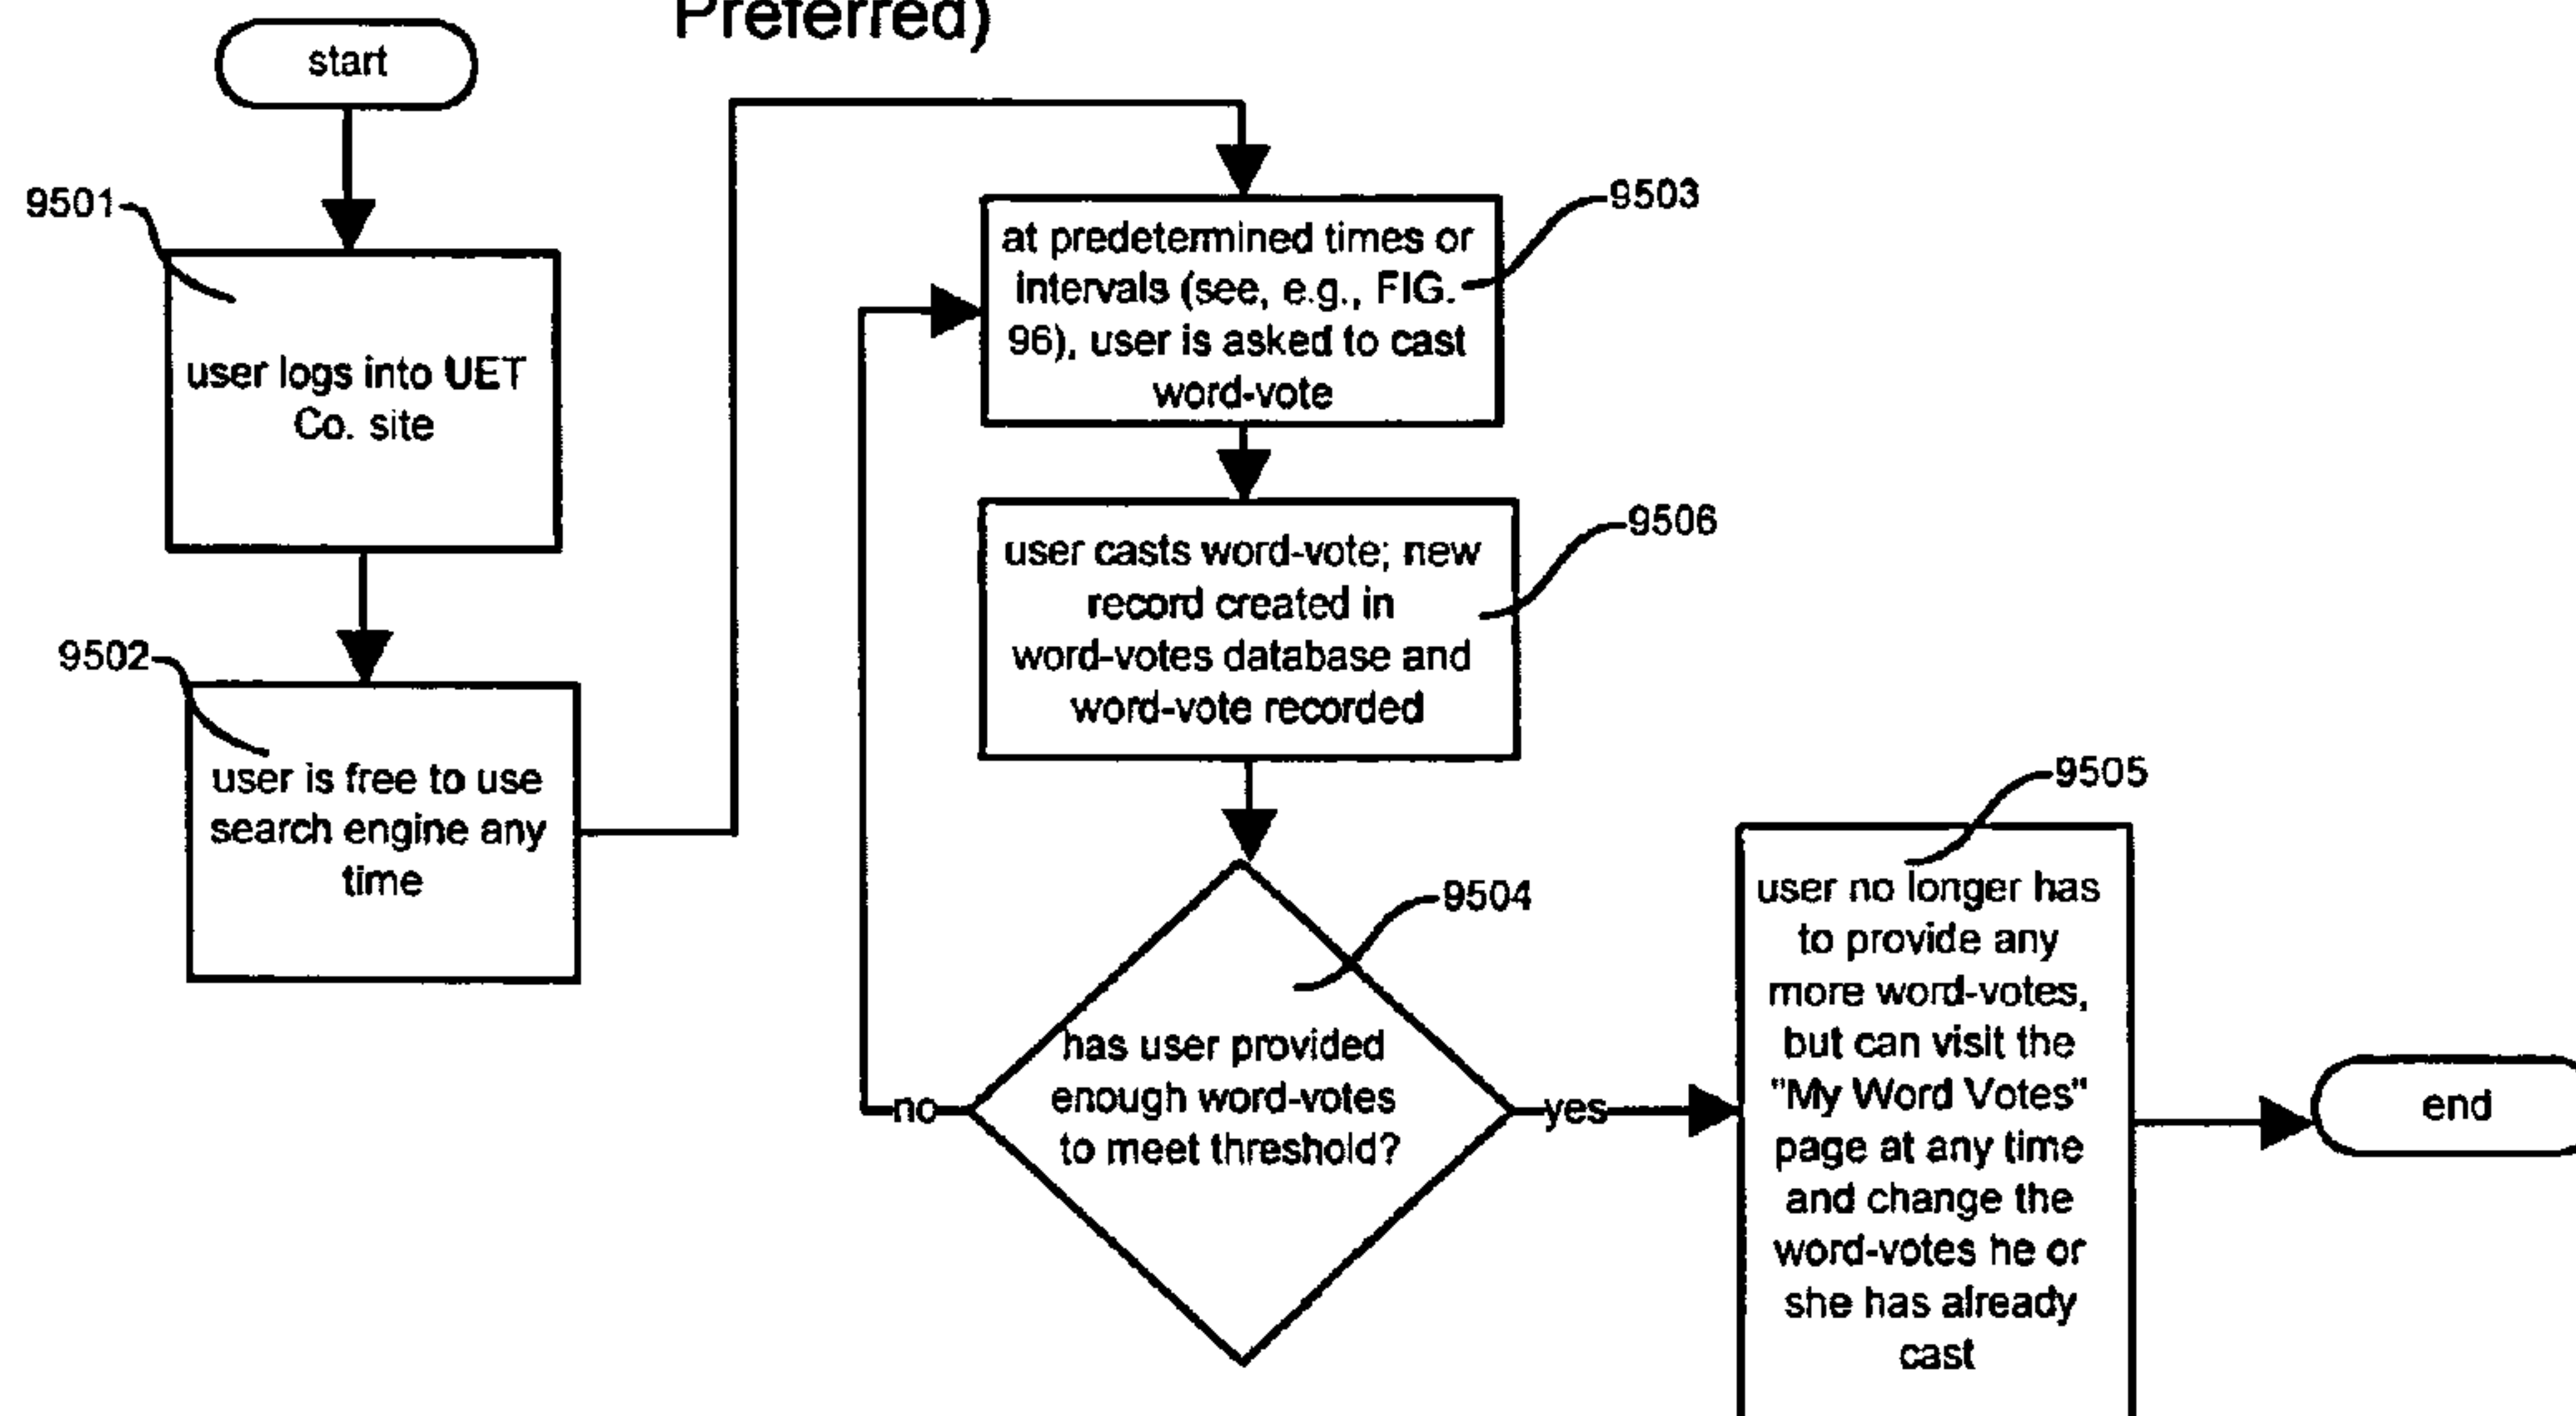 Preferred)
start
9501
user logs into UET
Co. site
9502
user is free to use
search engine any
time
9503
at predetermined times or
intervals (see, e.g., FIG.
96), user is asked to cast
word-vote
9506
user casts word-vote; new
record created in
word-votes database and
word-vote recorded
9504
has user provided
enough word-votes
to meet threshold?
no
yes
9505
user no longer has
to provide any
more word-votes,
but can visit the
"My Word Votes"
page at any time
and change the
word-votes he or
she has already
cast
end